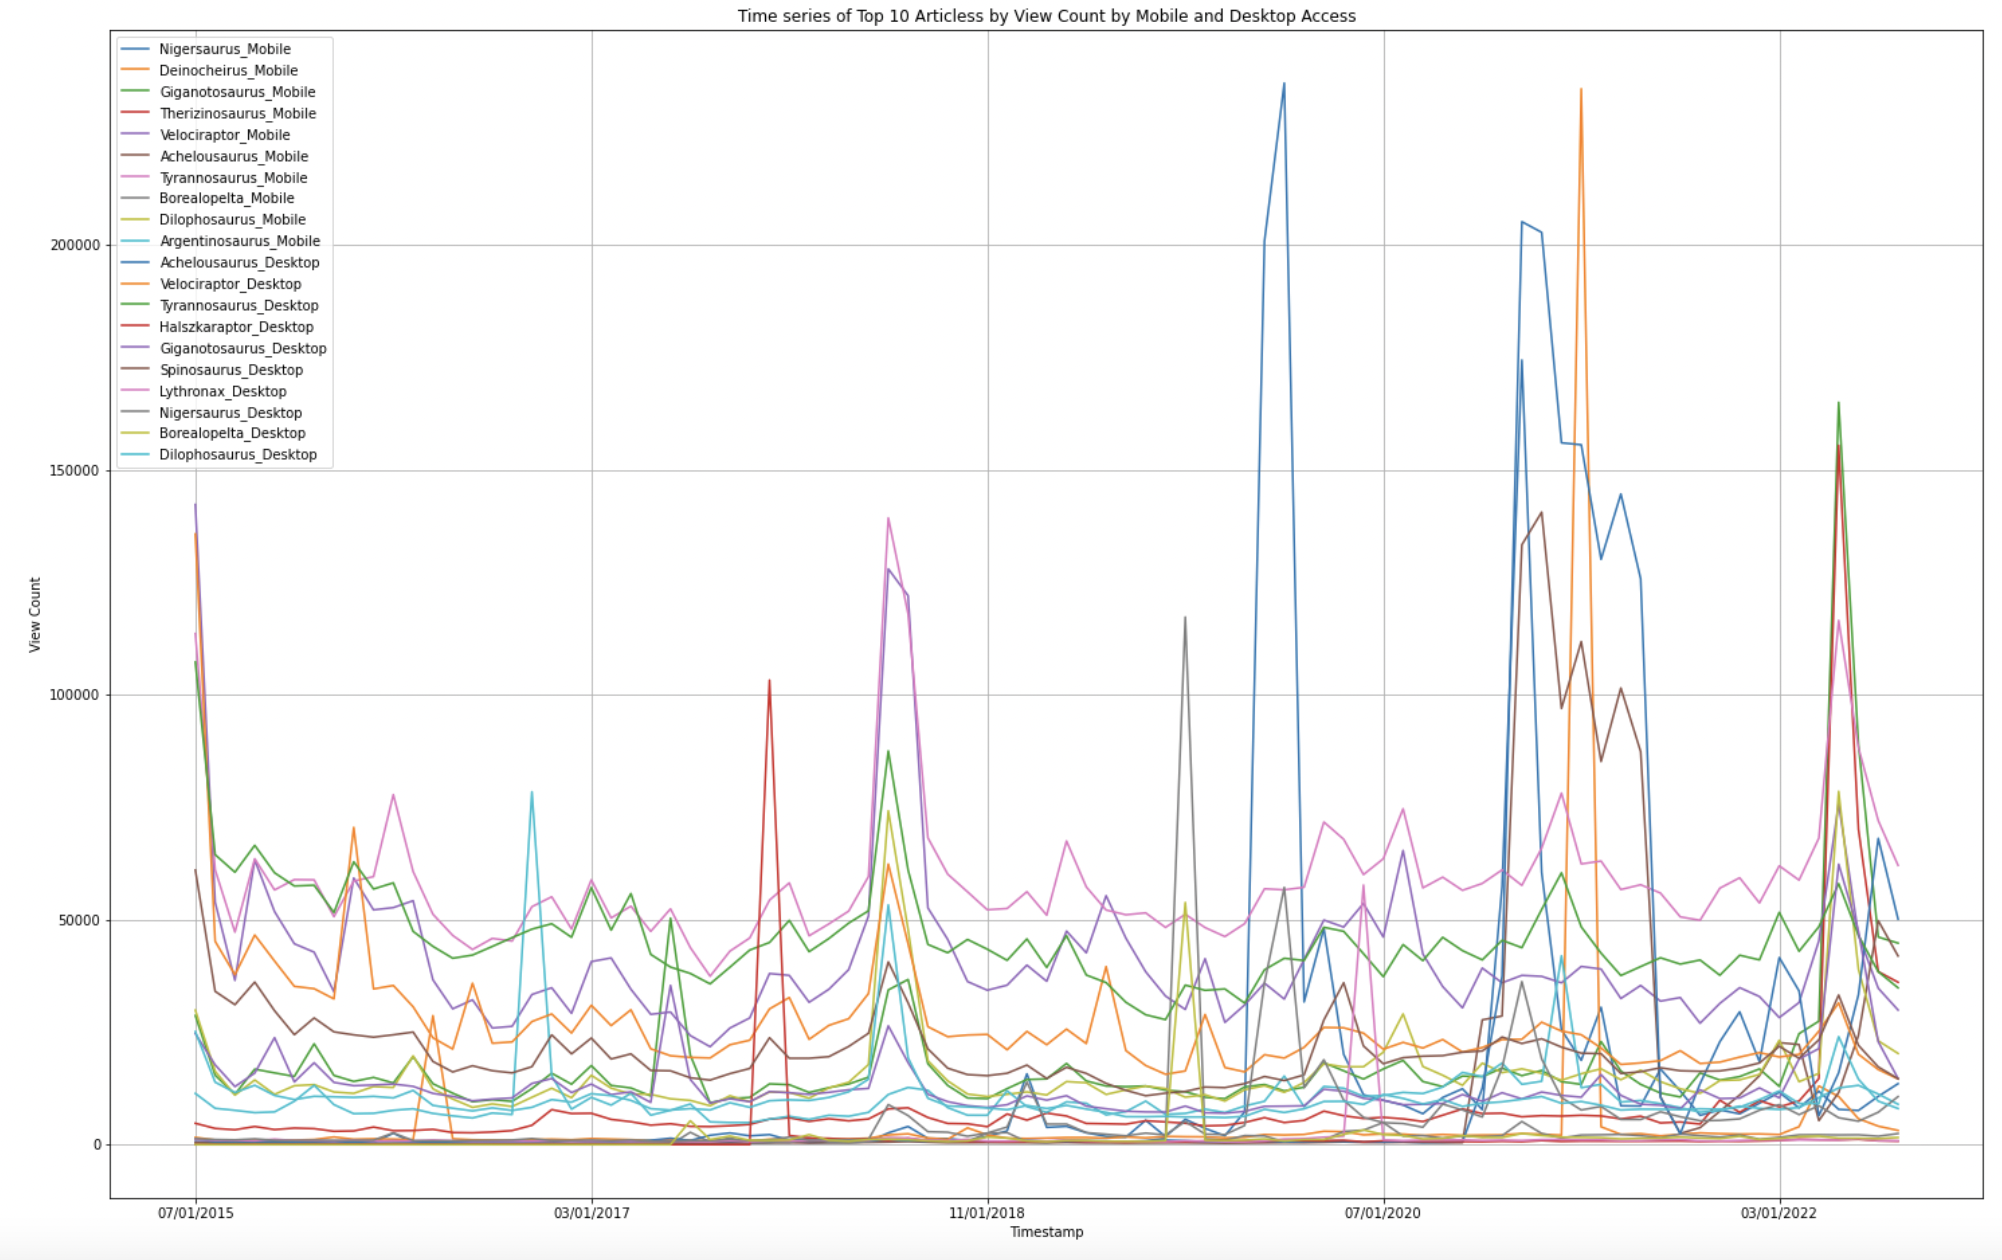 Time series of Top 10 Articless by View Count by Mobile and Desktop Access
Nigersaurus_Mobile
Deinocheirus_Mobile
Giganotosaurus_Mobile
Therizinosaurus_Mobile
Velociraptor_Mobile
Achelousaurus_Mobile
Tyrannosaurus_Mobile
Borealopelta_Mobile
Dilophosaurus_Mobile
Argentinosaurus_Mobile
Achelousaurus_Desktop
Velociraptor_Desktop
Tyrannosaurus_Desktop
Halszkaraptor_Desktop
Giganotosaurus_Desktop
Spinosaurus_Desktop
Lythronax_Desktop
Nigersaurus_Desktop
Borealopelta_Desktop
Dilophosaurus_Desktop
200000
150000
100000
50000
0
View Count
07/01/2015 03/01/2017 11/01/2018 07/01/2020 03/01/2022
Timestamp